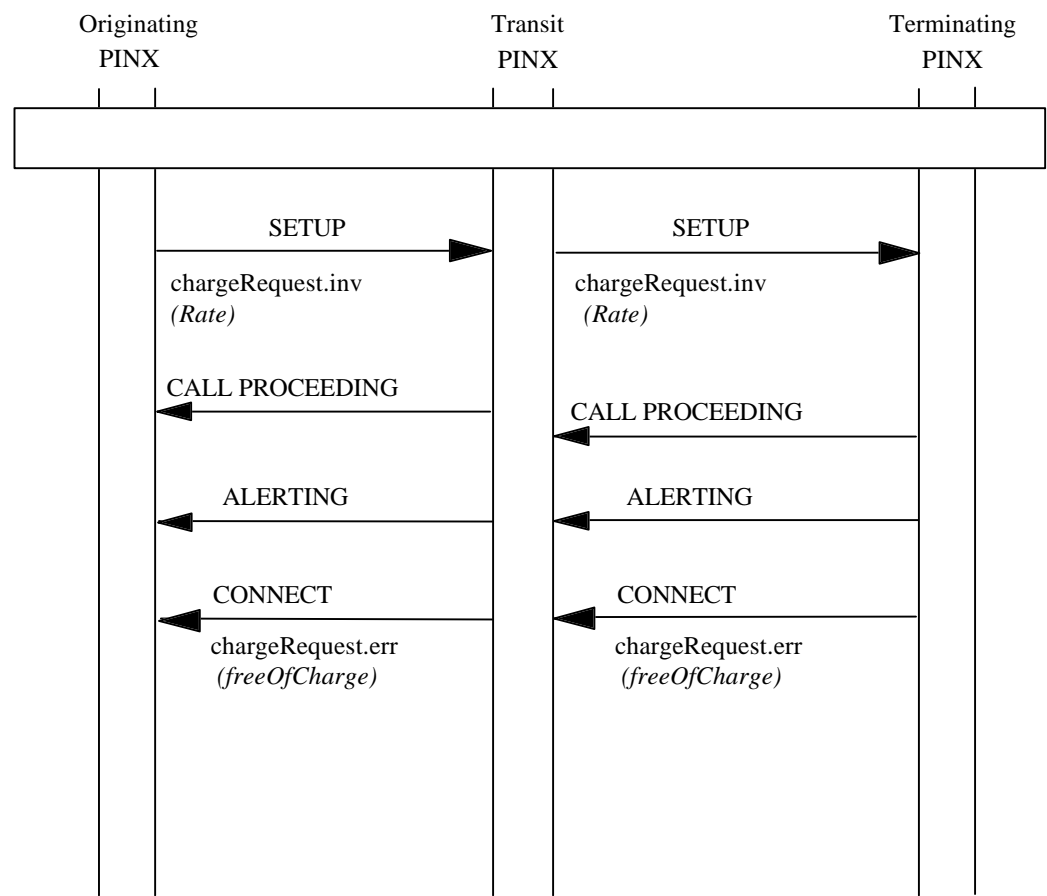 Originating
PINX
Transit
PINX
Terminating
PINX
SETUP
SETUP
chargeRequest.inv
(Rate)
chargeRequest.inv
(Rate)
CALL PROCEEDING
CALL PROCEEDING
ALERTING
ALERTING
CONNECT
CONNECT
chargeRequest.err
(freeOfCharge)
chargeRequest.err
(freeOfCharge)